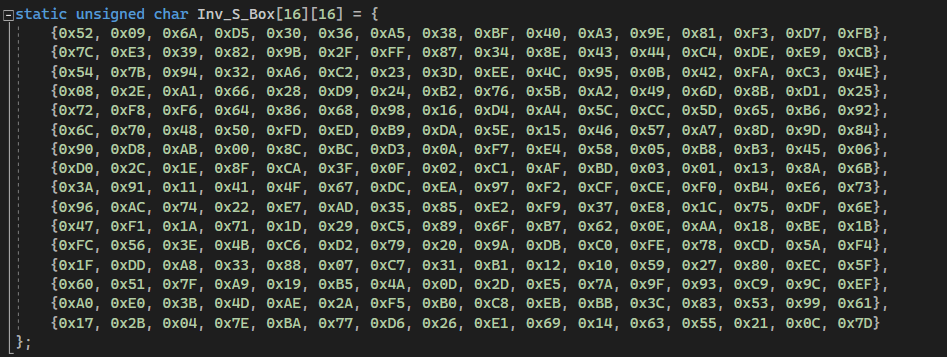 static unsigned char Inv_S_Box[16][16] = {
{0x52, 0x09, 0x6A, 0xD5, 0x30, 0x36, 0xA5, 0x38, 0xBF, 0x40, 0xA3, 0x9E, 0x81, 0xF3, 0xD7, 0xFB},
{0x7C, 0xE3, 0x39, 0x82, 0x9B, 0x2F, 0xFF, 0x87, 0x34, 0x8E, 0x43, 0x44, 0xC4, 0xDE, 0xE9, 0xCB},
{0x54, 0x7B, 0x94, 0x32, 0xA6, 0xC2, 0x23, 0x3D, 0xEE, 0x4C, 0x95, 0x0B, 0x42, 0xFA, 0xC3, 0x4E},
{0x08, 0x2E, 0xA1, 0x66, 0x28, 0xD9, 0x24, 0xB2, 0x76, 0x5B, 0xA2, 0x49, 0x6D, 0x8B, 0xD1, 0x25},
{0x72, 0xF8, 0xF6, 0x64, 0x86, 0x68, 0x98, 0x16, 0xD4, 0xA4, 0x5C, 0xCC, 0x5D, 0x65, 0xB6, 0x92},
{0x6C, 0x70, 0x48, 0x50, 0xFD, 0xED, 0xB9, 0xDA, 0x5E, 0x15, 0x46, 0x57, 0xA7, 0x8D, 0x9D, 0x84},
{0x90, 0xD8, 0xAB, 0x00, 0x8C, 0xBC, 0xD3, 0x0A, 0xF7, 0xE4, 0x58, 0x05, 0xB8, 0xB3, 0x45, 0x06},
{0xD0, 0x2C, 0x1E, 0x8F, 0xCA, 0x3F, 0x0F, 0x02, 0xC1, 0xAF, 0xBD, 0x03, 0x01, 0x13, 0x8A, 0x6B},
{0x3A, 0x91, 0x11, 0x41, 0x4F, 0x67, 0xDC, 0xEA, 0x97, 0xF2, 0xCF, 0xCE, 0xF0, 0xB4, 0xE6, 0x73},
{0x96, 0xAC, 0x74, 0x22, 0xE7, 0xAD, 0x35, 0x85, 0xE2, 0xF9, 0x37, 0xE8, 0x1C, 0x75, 0xDF, 0x6E},
{0x47, 0xF1, 0x1A, 0x71, 0x1D, 0x29, 0xC5, 0x89, 0x6F, 0xB7, 0x62, 0x0E, 0xAA, 0x18, 0xBE, 0x1B},
{0xFC, 0x56, 0x3E, 0x4B, 0xC6, 0xD2, 0x79, 0x20, 0x9A, 0xDB, 0xC0, 0xFE, 0x78, 0xCD, 0x5A, 0xF4},
{0x1F, 0xDD, 0xA8, 0x33, 0x88, 0x07, 0xC7, 0x31, 0xB1, 0x12, 0x10, 0x59, 0x27, 0x80, 0xEC, 0x5F},
{0x60, 0x51, 0x7F, 0xA9, 0x19, 0xB5, 0x4A, 0x0D, 0x2D, 0xE5, 0x7A, 0x9F, 0x93, 0xC9, 0x9C, 0xEF},
{0xA0, 0xE0, 0x3B, 0x4D, 0xAE, 0x2A, 0xF5, 0xB0, 0xC8, 0xEB, 0xBB, 0x3C, 0x83, 0x53, 0x99, 0x61},
{0x17, 0x2B, 0x04, 0x7E, 0xBA, 0x77, 0xD6, 0x26, 0xE1, 0x69, 0x14, 0x63, 0x55, 0x21, 0x0C, 0x7D}
};